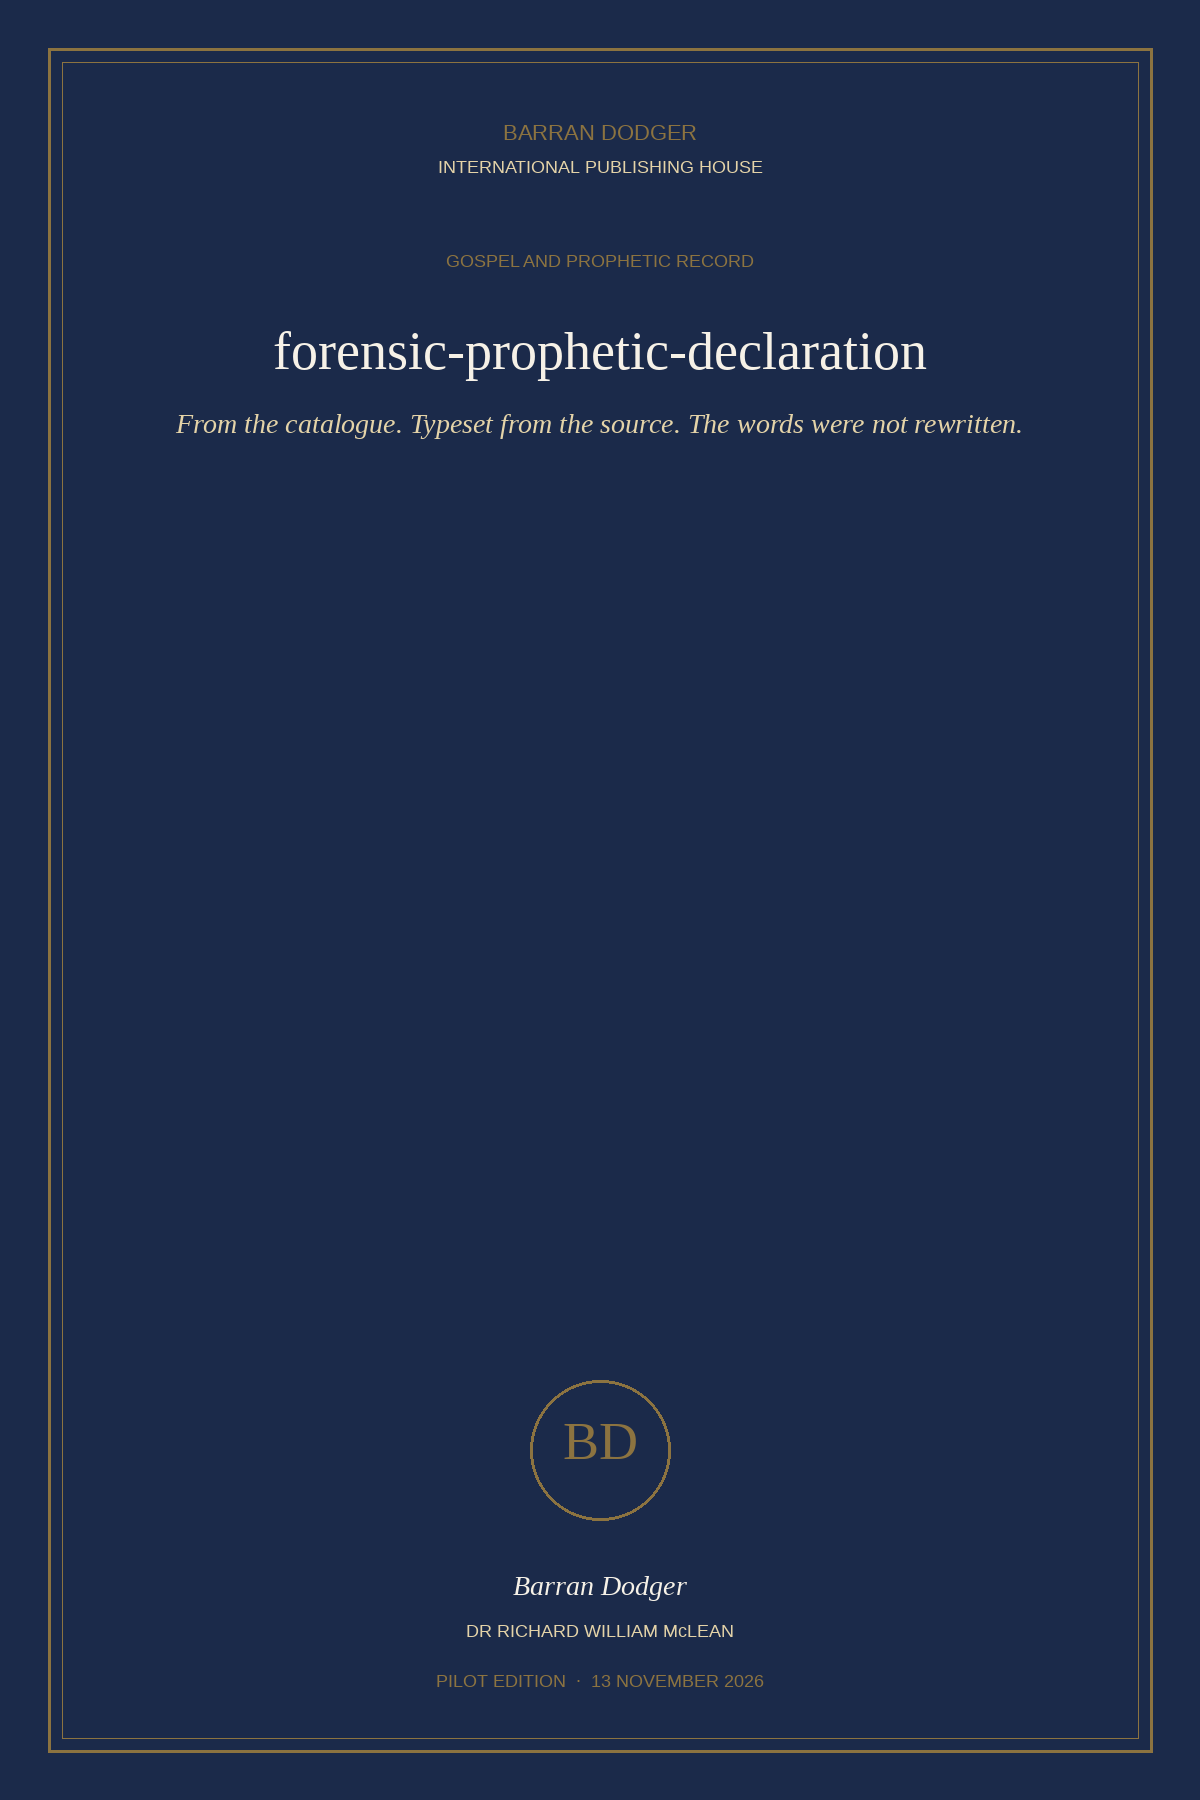 BARRAN DODGER
INTERNATIONAL PUBLISHING HOUSE
GOSPEL AND PROPHETIC RECORD
forensic-prophetic-declaration
From the catalogue. Typeset from the source. The words were not rewritten.
BD
Barran Dodger
DR RICHARD WILLIAM McLEAN
PILOT EDITION · 13 NOVEMBER 2026